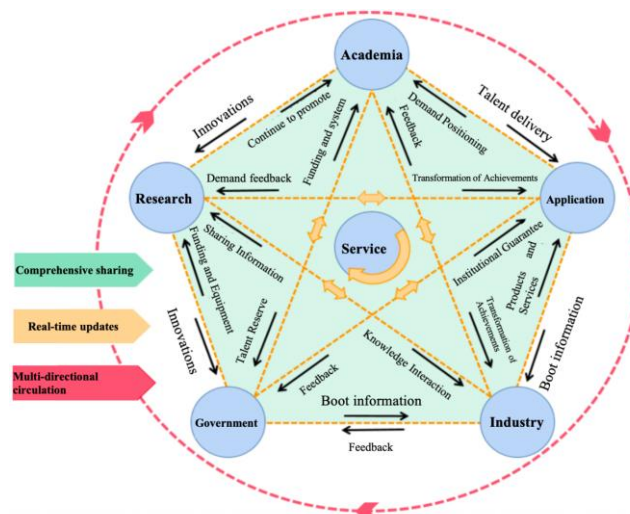 Academia
Innovations
Continue to promote
Funding and system
Feedback
Demand Positioning
Talent delivery
Research
Demand feedback
Transformation of Achievements
Application
Service
Sharing Information
Funding and Equipment
Institutional Guarantee
Products and
Services
Comprehensive sharing
Real-time updates
Multi-directional
circulation
Innovations
Talent Reserve
Feedback
Knowledge Interaction
Transformation of
Achievements
Boot information
Government
Boot information
Feedback
Industry